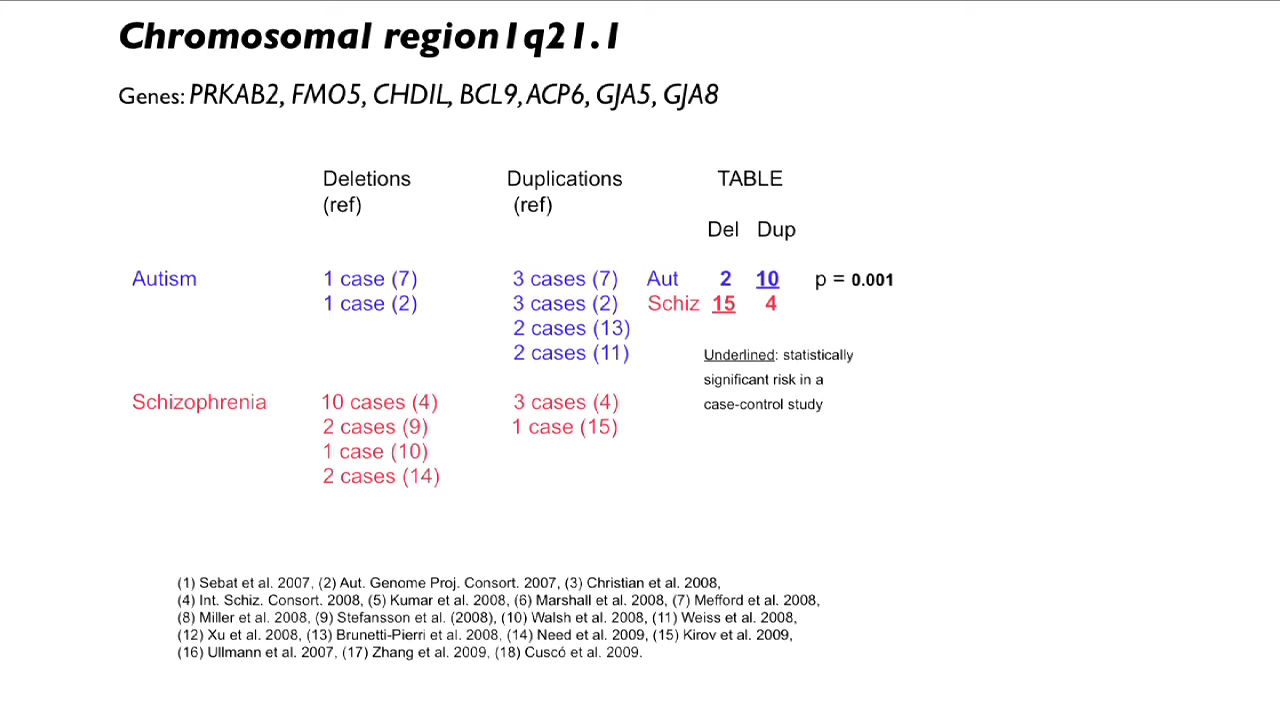 Chromosomal region1q21.1
Genes: PRKAB2, FMO5, CHDIL, BCL9, ACP6, GJA5, GJA8
Deletions Duplications TABLE
(ref) (ref)
Del Dup
Autism 1 case (7) 3 cases (7) Aut 2 10 p = 0.001
1 case (2) 3 cases (2) Schiz 15 4
2 cases (13)
2 cases (11) Underlined: statistically
significant risk in a
Schizophrenia 10 cases (4) 3 cases (4) case-control study
2 cases (9) 1 case (15)
1 case (10)
2 cases (14)
(1) Sebat et al. 2007, (2) Aut. Genome Proj. Consort. 2007, (3) Christian et al. 2008,
(4) Int. Schiz. Consort. 2008, (5) Kumar et al. 2008, (6) Marshall et al. 2008, (7) Mefford et al. 2008,
(8) Miller et al. 2008, (9) Stefansson et al. (2008), (10) Walsh et al. 2008, (11) Weiss et al. 2008,
(12) Xu et al. 2008, (13) Brunetti-Pierri et al. 2008, (14) Need et al. 2009, (15) Kirov et al. 2009,
(16) Ullmann et al. 2007, (17) Zhang et al. 2009, (18) Cuscó et al. 2009.